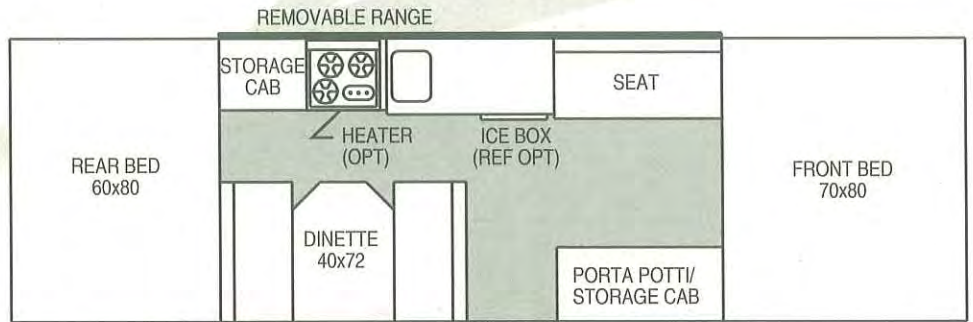 REMOVABLE RANGE
STORAGE
CAB
SEAT
HEATER
(OPT)
ICE BOX
(REF OPT)
REAR BED
60x80
FRONT BED
70x80
DINETTE
40x72
PORTA POTTI/
STORAGE CAB